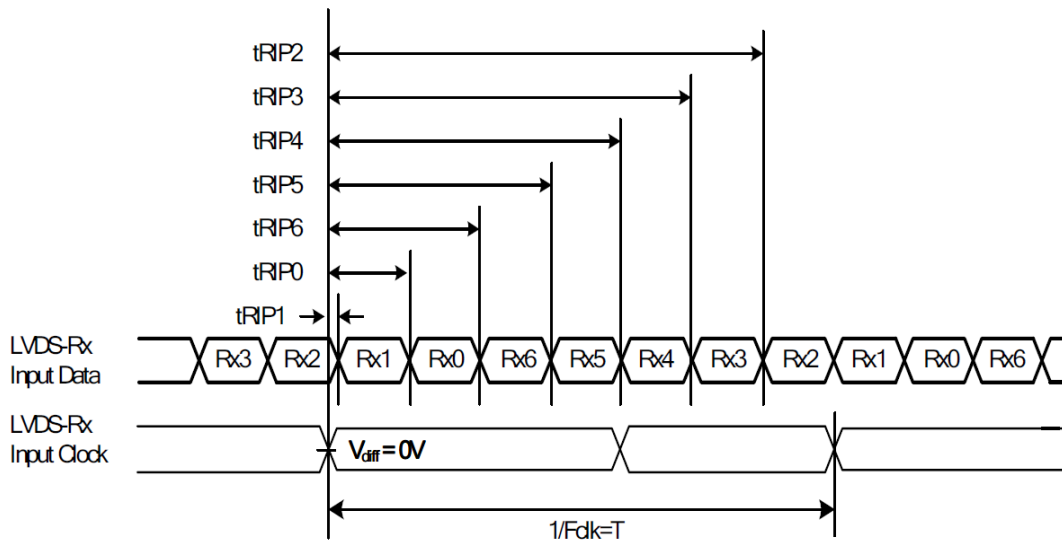 tRIP2
tRIP3
tRIP4
tRIP5
tRIP6
tRIP0
tRIP1
LVDS-Rx
Input Data
Rx3 Rx2 Rx1 Rx0 Rx6 Rx5 Rx4 Rx3 Rx2 Rx1 Rx0 Rx6
LVDS-Rx
Input Clock
Vdiff = 0V
1/Fclk=T